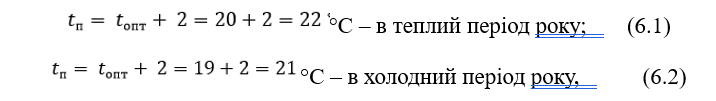 tп = tопт + 2 = 20 + 2 = 22 °C – в теплий період року; (6.1)
tп = tопт + 2 = 19 + 2 = 21 °C – в холодний період року, (6.2)